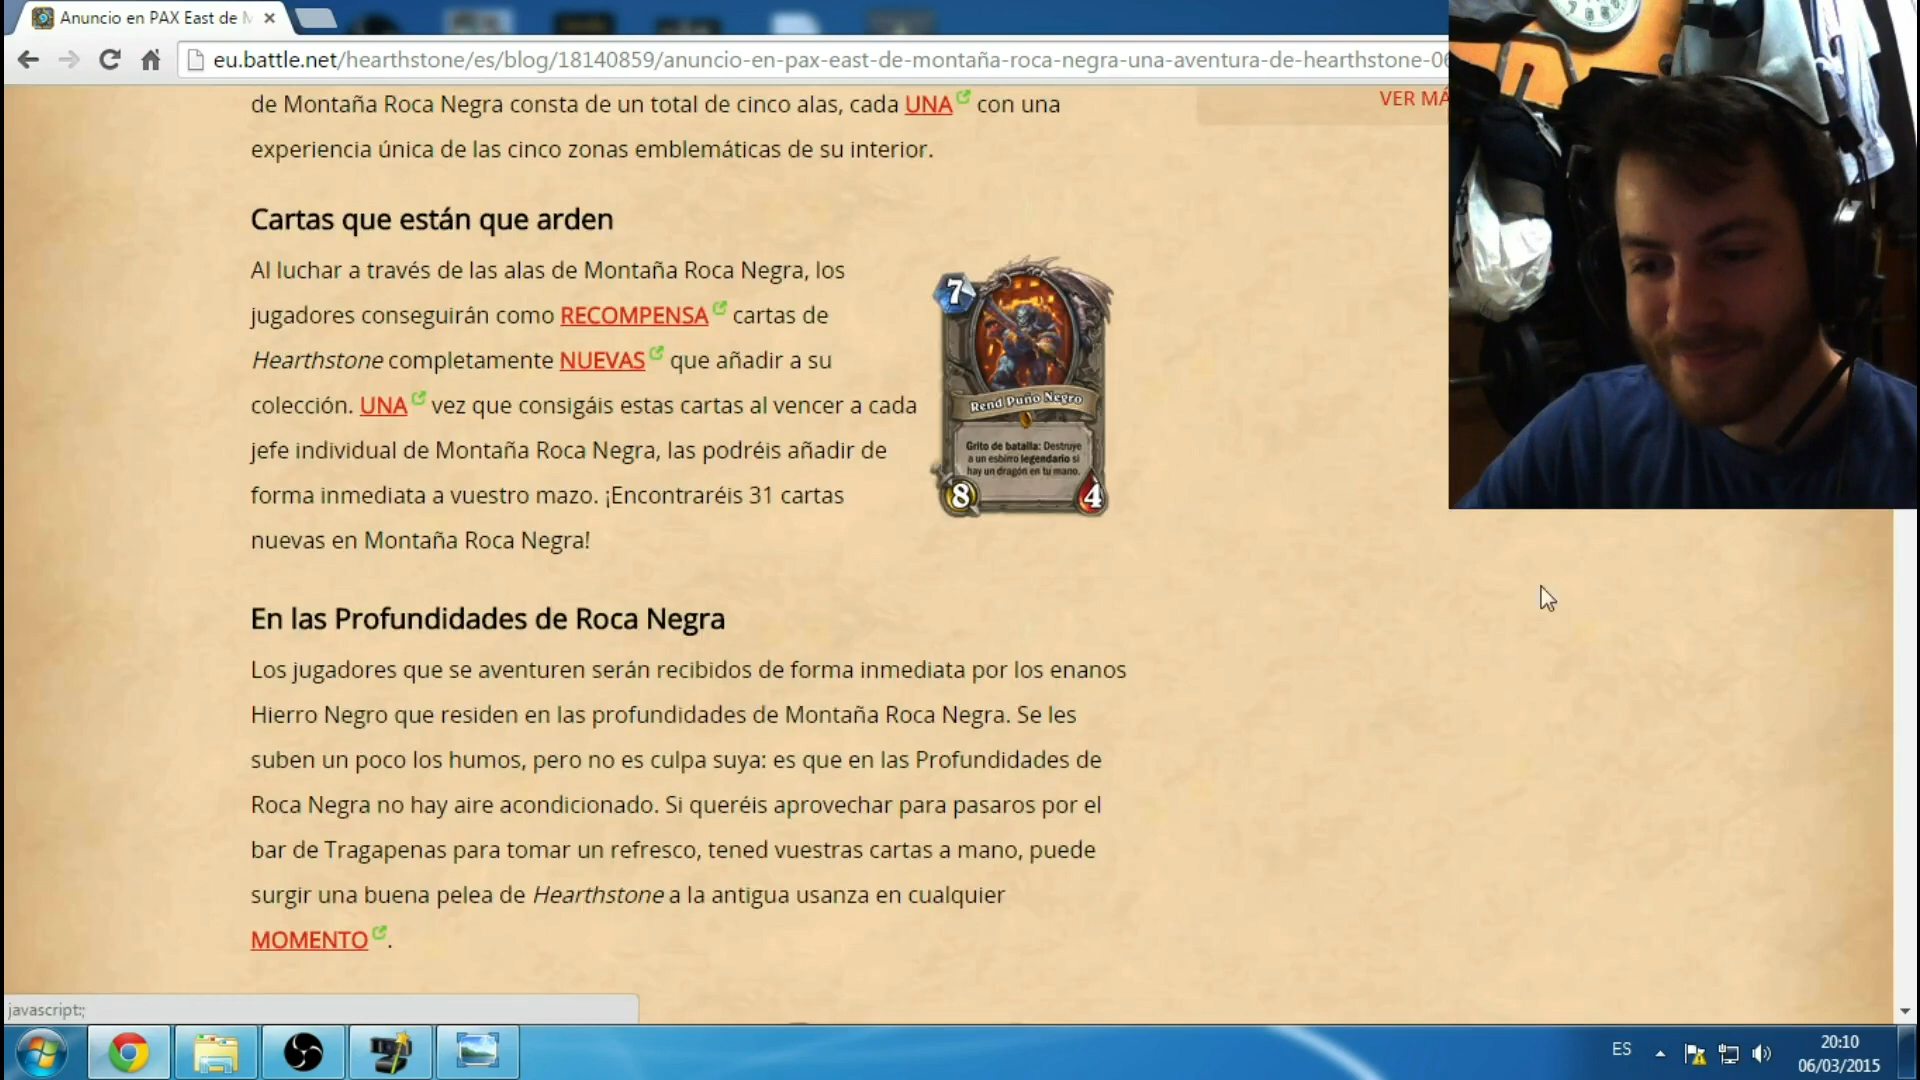 Anuncio en PAX East de M
eu.battle.net/hearthstone/es/blog/18140859/anuncio-en-pax-east-de-montaña-roca-negra-una-aventura-de-hearthstone-06
VER MÁ
de Montaña Roca Negra consta de un total de cinco alas, cada UNA con una
experiencia única de las cinco zonas emblemáticas de su interior.
Cartas que están que arden
Al luchar a través de las alas de Montaña Roca Negra, los
jugadores conseguirán como RECOMPENSA cartas de
Hearthstone completamente NUEVAS que añadir a su
colección. UNA vez que consigáis estas cartas al vencer a cada
jefe individual de Montaña Roca Negra, las podréis añadir de
forma inmediata a vuestro mazo. ¡Encontraréis 31 cartas
nuevas en Montaña Roca Negra!
7
Rend Puño Negro
Grito de batalla: Destruye
a un esbirro legendario si
hay un dragón en tu mano.
8 4
En las Profundidades de Roca Negra
Los jugadores que se aventuren serán recibidos de forma inmediata por los enanos
Hierro Negro que residen en las profundidades de Montaña Roca Negra. Se les
suben un poco los humos, pero no es culpa suya: es que en las Profundidades de
Roca Negra no hay aire acondicionado. Si queréis aprovechar para pasaros por el
bar de Tragapenas para tomar un refresco, tened vuestras cartas a mano, puede
surgir una buena pelea de Hearthstone a la antigua usanza en cualquier
MOMENTO.
javascript:;
ES
20:10
06/03/2015